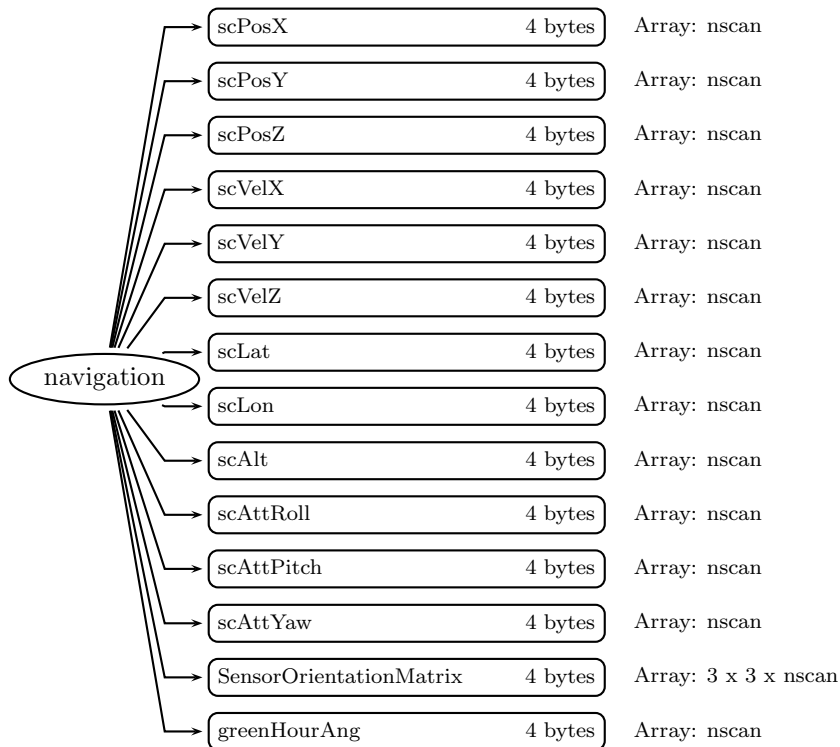 scPosX 4 bytes Array: nscan
scPosY 4 bytes Array: nscan
scPosZ 4 bytes Array: nscan
scVelX 4 bytes Array: nscan
scVelY 4 bytes Array: nscan
scVelZ 4 bytes Array: nscan
scLat 4 bytes Array: nscan
navigation
scLon 4 bytes Array: nscan
scAlt 4 bytes Array: nscan
scAttRoll 4 bytes Array: nscan
scAttPitch 4 bytes Array: nscan
scAttYaw 4 bytes Array: nscan
SensorOrientationMatrix 4 bytes Array: 3 x 3 x nscan
greenHourAng 4 bytes Array: nscan